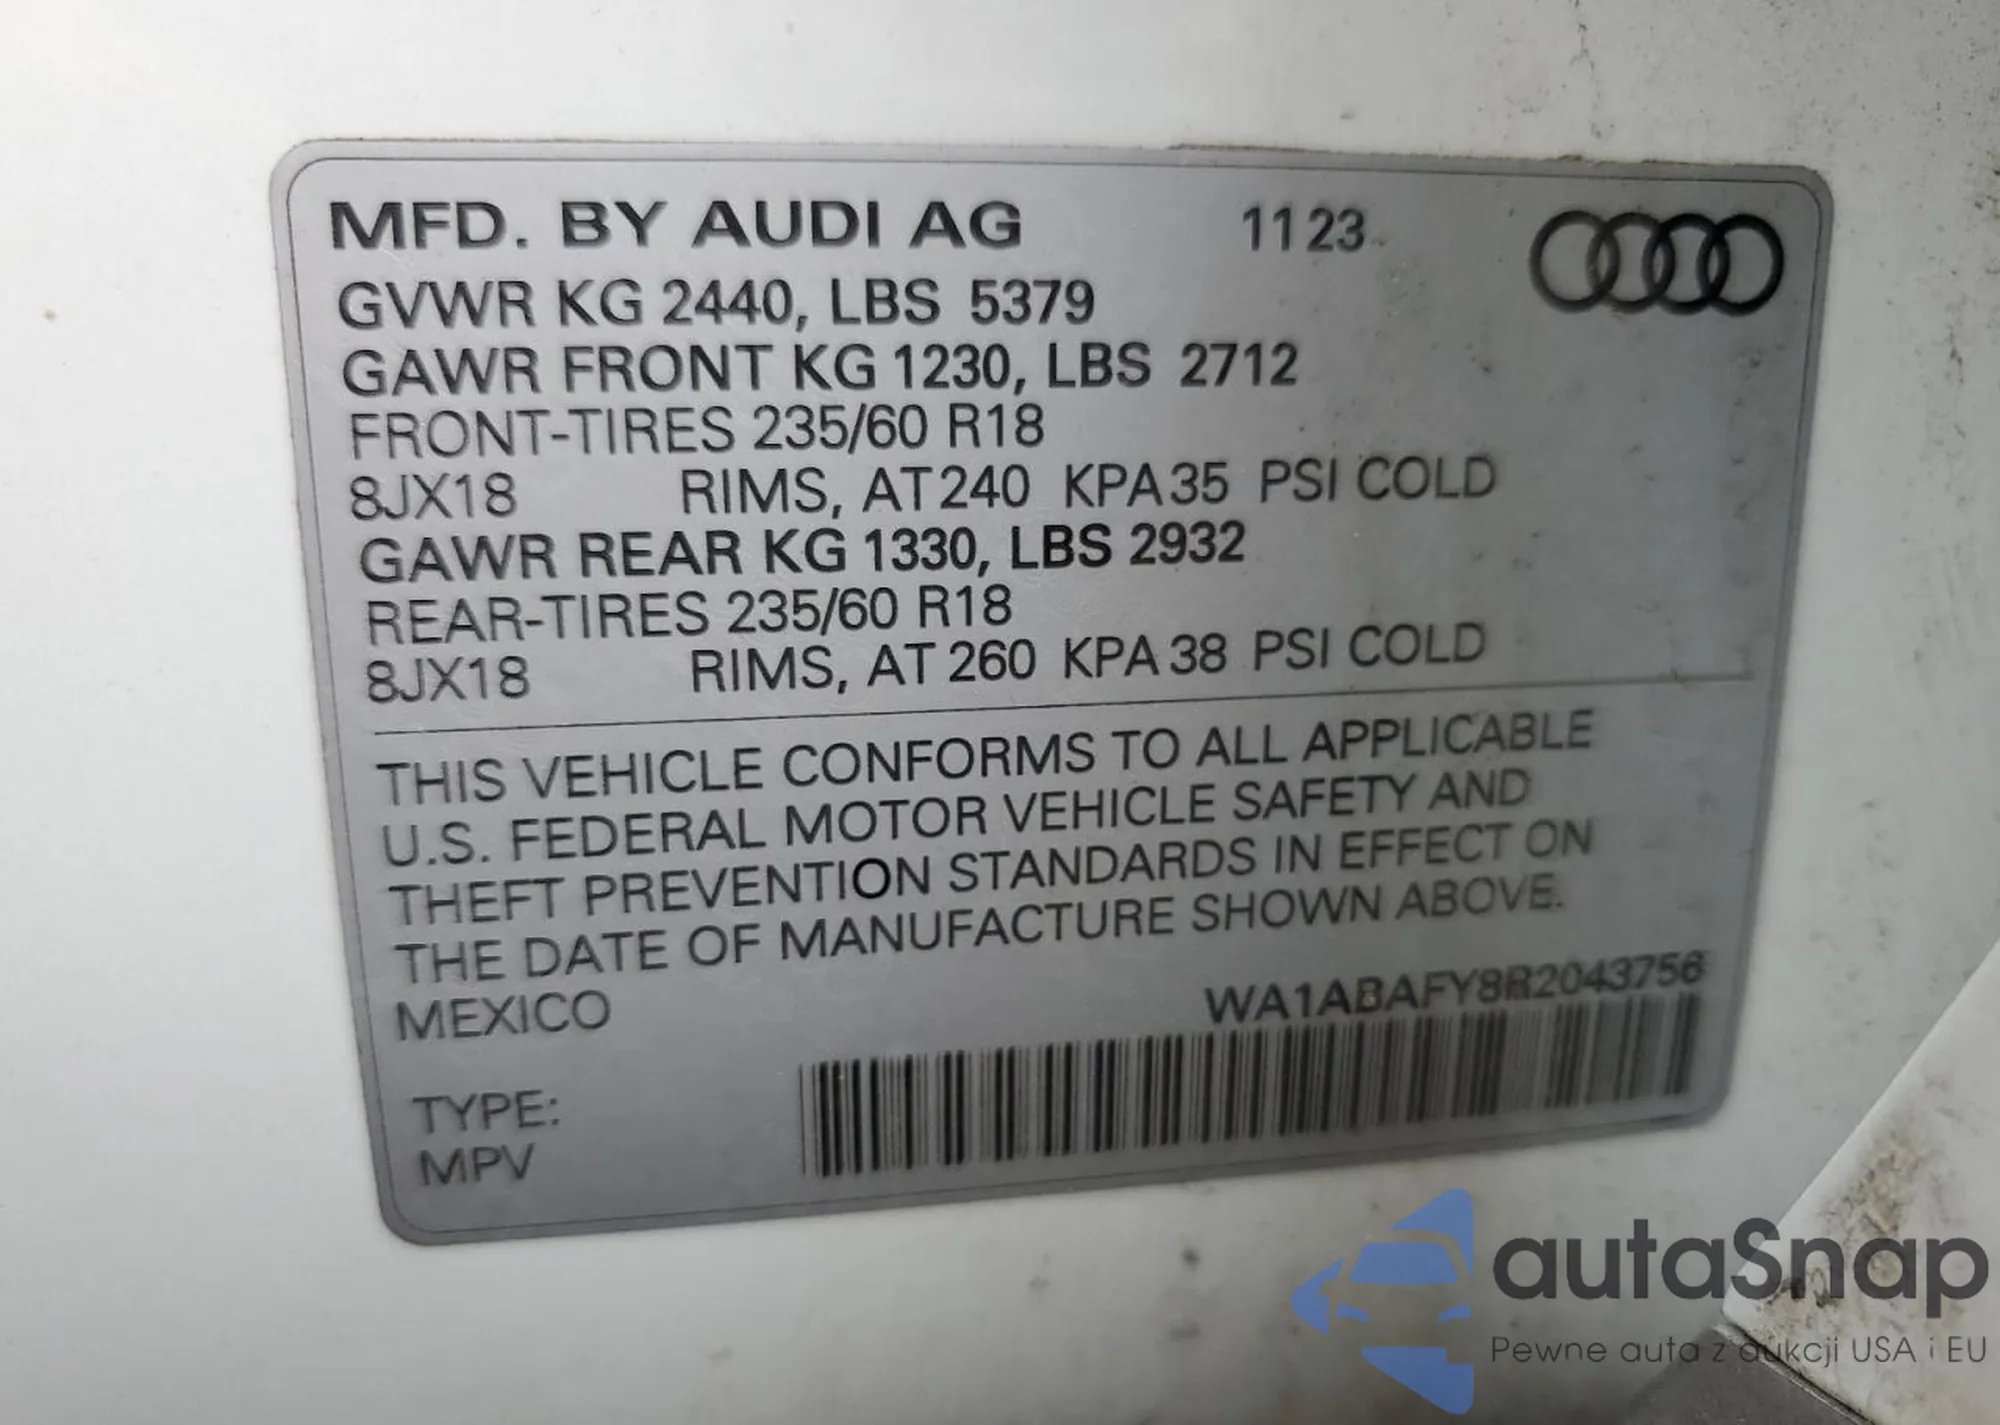 MFD. BY AUDI AG 11 23
GVWR KG 2440, LBS 5379
GAWR FRONT KG 1230, LBS 2712
FRONT-TIRES 235/60 R18
8JX18 RIMS, AT 240 KPA 35 PSI COLD
GAWR REAR KG 1330, LBS 2932
REAR-TIRES 235/60 R18
8JX18 RIMS, AT 260 KPA 38 PSI COLD
THIS VEHICLE CONFORMS TO ALL APPLICABLE
U.S. FEDERAL MOTOR VEHICLE SAFETY AND
THEFT PREVENTION STANDARDS IN EFFECT ON
THE DATE OF MANUFACTURE SHOWN ABOVE.
MEXICO WA1ABAFY8R2043756
TYPE:
MPV
autaSnap
Pewne auta z aukcji USA i EU